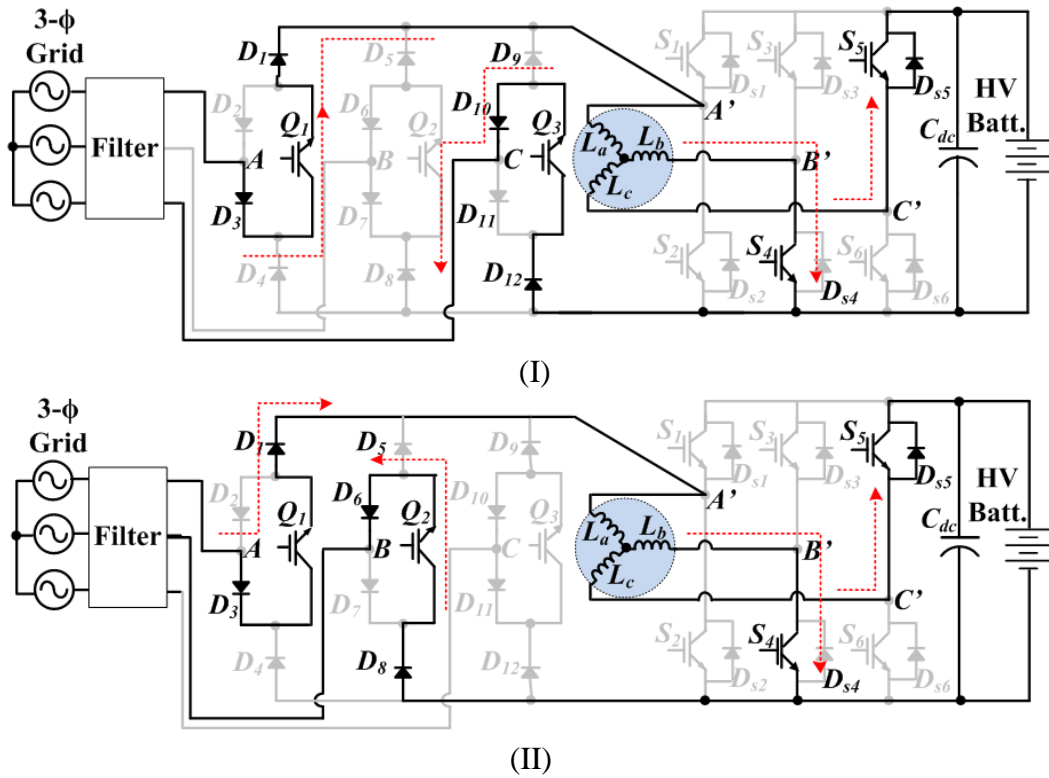 3-ϕ
Grid
Filter
D1
D2
D3
D4
A
Q1
D5
D6
D7
D8
B
Q2
D9
D10
D11
D12
C
Q3
La
Lb
Lc
A'
B'
C'
S1
Ds1
S2
Ds2
S3
Ds3
S4
Ds4
S5
Ds5
S6
Ds6
Cdc
HV
Batt.
(I)
3-ϕ
Grid
Filter
D1
D2
D3
D4
A
Q1
D5
D6
D7
D8
B
Q2
D9
D10
D11
D12
C
Q3
La
Lb
Lc
A'
B'
C'
S1
Ds1
S2
Ds2
S3
Ds3
S4
Ds4
S5
Ds5
S6
Ds6
Cdc
HV
Batt.
(II)